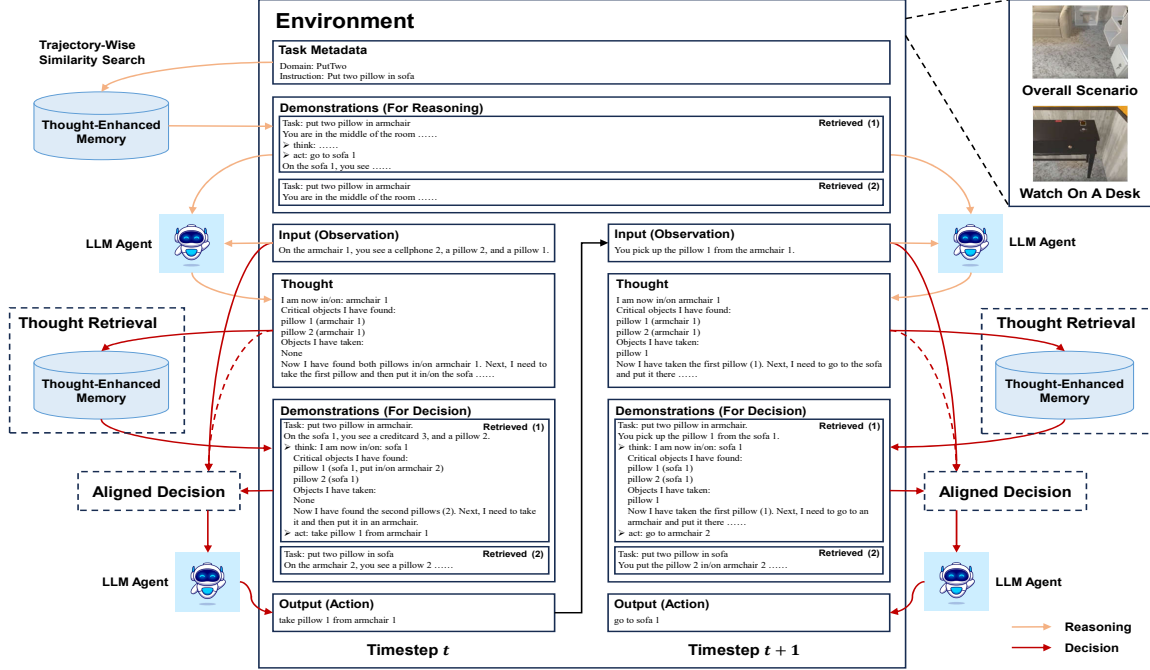 Environment
Trajectory-Wise
Similarity Search
Thought-Enhanced
Memory
Task Metadata
Domain: PutTwo
Instruction: Put two pillow in sofa
Demonstrations (For Reasoning)
Task: put two pillow in armchair
Retrieved (1)
You are in the middle of the room ……
➢ think: ……
➢ act: go to sofa 1
On the sofa 1, you see ……
Task: put two pillow in armchair
Retrieved (2)
You are in the middle of the room ……
Overall Scenario
Watch On A Desk
LLM Agent
Input (Observation)
On the armchair 1, you see a cellphone 2, a pillow 2, and a pillow 1.
Thought
I am now in/on: armchair 1
Critical objects I have found:
pillow 1 (armchair 1)
pillow 2 (armchair 1)
Objects I have taken:
None
Now I have found both pillows in/on armchair 1. Next, I need to
take the first pillow and then put it in/on the sofa ……
Thought Retrieval
Thought-Enhanced
Memory
Demonstrations (For Decision)
Task: put two pillow in armchair.
Retrieved (1)
On the sofa 1, you see a creditcard 3, and a pillow 2.
➢ think: I am now in/on: sofa 1
Critical objects I have found:
pillow 1 (sofa 1, put in/on armchair 2)
pillow 2 (sofa 1)
Objects I have taken:
None
Now I have found the second pillows (2). Next, I need to take
it and then put it in an armchair.
➢ act: take pillow 1 from armchair 1
Task: put two pillow in sofa
Retrieved (2)
On the armchair 2, you see a pillow 2 ……
Aligned Decision
LLM Agent
Output (Action)
take pillow 1 from armchair 1
Timestep t
Input (Observation)
You pick up the pillow 1 from the armchair 1.
LLM Agent
Thought
I am now in/on armchair 1
Critical objects I have found:
pillow 1 (armchair 1)
pillow 2 (armchair 1)
Objects I have taken:
pillow 1
Now I have taken the first pillow (1). Next, I need to go to the sofa
and put it there ……
Thought Retrieval
Thought-Enhanced
Memory
Demonstrations (For Decision)
Task: put two pillow in armchair.
Retrieved (1)
You pick up the pillow 1 from the sofa 1.
➢ think: I am now in/on: sofa 1
Critical objects I have found:
pillow 1 (sofa 1)
pillow 2 (sofa 1)
Objects I have taken:
pillow 1
Now I have taken the first pillow (1). Next, I need to go to an
armchair and put it there ……
➢ act: go to armchair 2
Task: put two pillow in sofa
Retrieved (2)
You put the pillow 2 in/on armchair 2 ……
Aligned Decision
LLM Agent
Output (Action)
go to sofa 1
Timestep t + 1
Reasoning
Decision